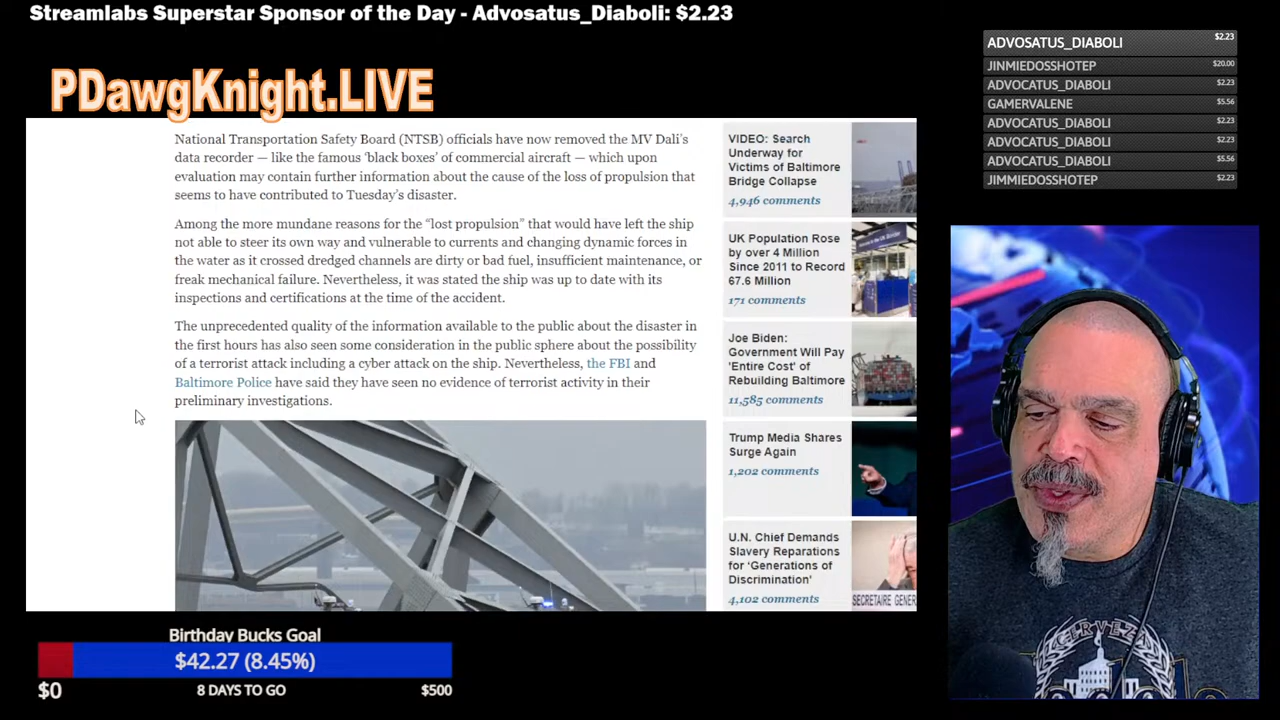 Streamlabs Superstar Sponsor of the Day - Advosatus_Diaboli: $2.23
PDawgKnight.LIVE
National Transportation Safety Board (NTSB) officials have now removed the MV Dali's
data recorder — like the famous 'black boxes' of commercial aircraft — which upon
evaluation may contain further information about the cause of the loss of propulsion that
seems to have contributed to Tuesday's disaster.
Among the more mundane reasons for the "lost propulsion" that would have left the ship
not able to steer its own way and vulnerable to currents and changing dynamic forces in
the water as it crossed dredged channels are dirty or bad fuel, insufficient maintenance, or
freak mechanical failure. Nevertheless, it was stated the ship was up to date with its
inspections and certifications at the time of the accident.
The unprecedented quality of the information available to the public about the disaster in
the first hours has also seen some consideration in the public sphere about the possibility
of a terrorist attack including a cyber attack on the ship. Nevertheless, the FBI and
Baltimore Police have said they have seen no evidence of terrorist activity in their
preliminary investigations.
VIDEO: Search
Underway for
Victims of Baltimore
Bridge Collapse
4,946 comments
UK Population Rose
by over 4 Million
Since 2011 to Record
67.6 Million
171 comments
Joe Biden:
Government Will Pay
'Entire Cost' of
Rebuilding Baltimore
11,585 comments
Trump Media Shares
Surge Again
1,202 comments
U.N. Chief Demands
Slavery Reparations
for 'Generations of
Discrimination'
4,102 comments
SECRETAIRE GENER
ADVOSATUS_DIABOLI $2.23
JINMIEDOSSHOTEP $20.00
ADVOCATUS_DIABOLI $2.23
GAMERVALENE $5.56
ADVOCATUS_DIABOLI $2.23
ADVOCATUS_DIABOLI $2.23
ADVOCATUS_DIABOLI $5.56
JIMMIEDOSSHOTEP $2.23
CERVEZ
Birthday Bucks Goal
$42.27 (8.45%)
$0 8 DAYS TO GO $500